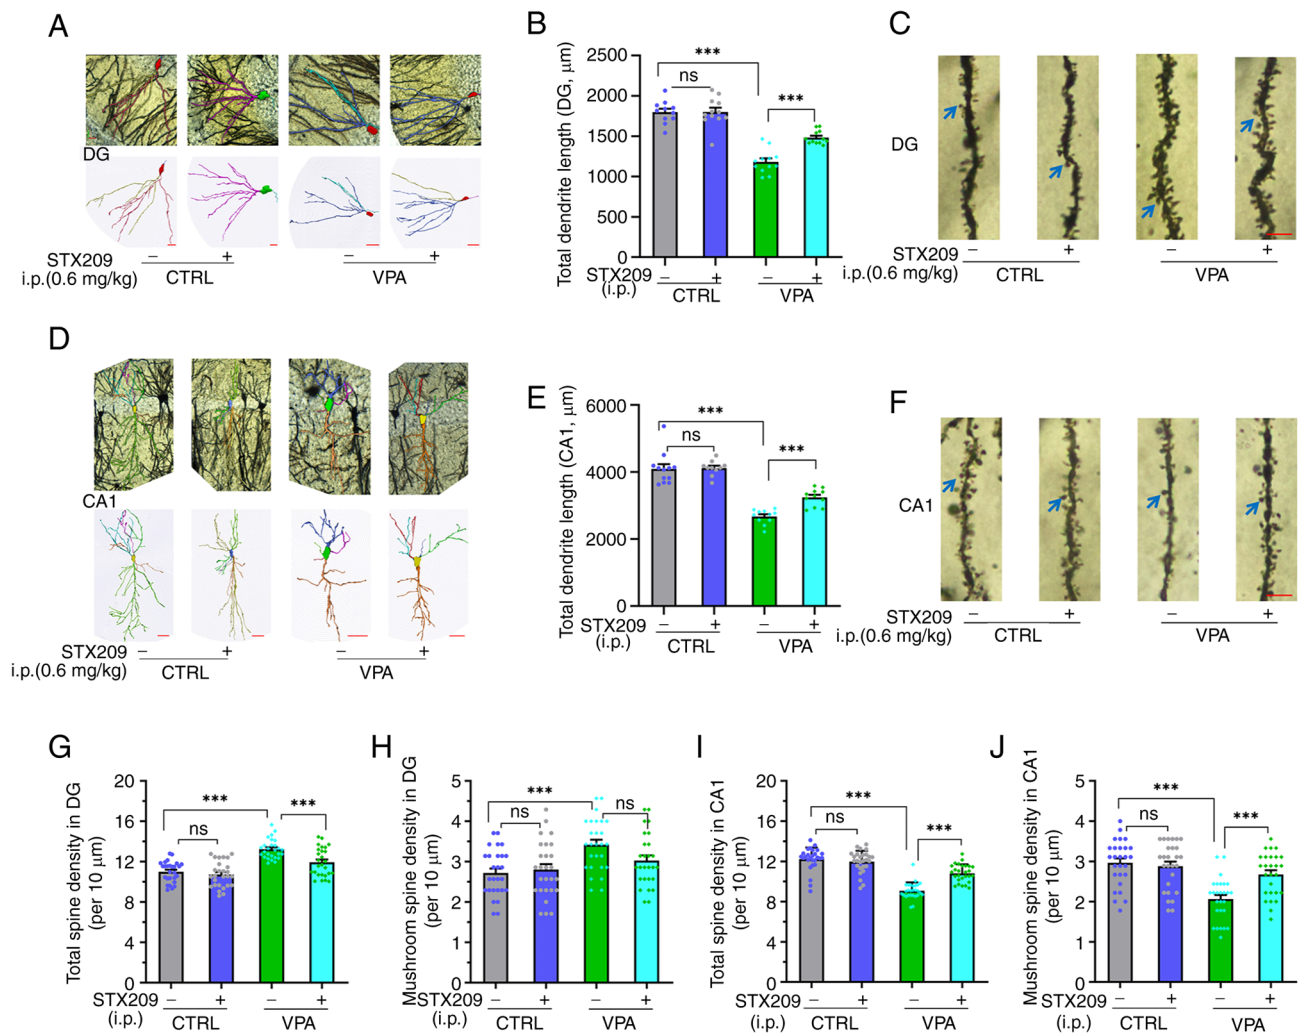 A
DG
STX209
i.p.(0.6 mg/kg)
– + – +
CTRL VPA
B
Total dendrite length (DG, μm)
2500
2000
1500
1000
500
0
***
ns
***
STX209
(i.p.)
– + – +
CTRL VPA
C
DG
STX209
i.p.(0.6 mg/kg)
– + – +
CTRL VPA
D
CA1
STX209
i.p.(0.6 mg/kg)
– + – +
CTRL VPA
E
Total dendrite length (CA1, μm)
6000
4000
2000
0
***
ns
***
STX209
(i.p.)
– + – +
CTRL VPA
F
CA1
STX209
i.p.(0.6 mg/kg)
– + – +
CTRL VPA
G
Total spine density in DG
(per 10 μm)
20
16
12
8
4
0
***
ns
***
STX209
(i.p.)
– + – +
CTRL VPA
H
Mushroom spine density in DG
(per 10 μm)
5
4
3
2
1
0
***
ns
ns
STX209
(i.p.)
– + – +
CTRL VPA
I
Total spine density in CA1
(per 10 μm)
20
16
12
8
4
0
***
ns
***
STX209
(i.p.)
– + – +
CTRL VPA
J
Mushroom spine density in CA1
(per 10 μm)
5
4
3
2
1
0
***
ns
***
STX209
(i.p.)
– + – +
CTRL VPA